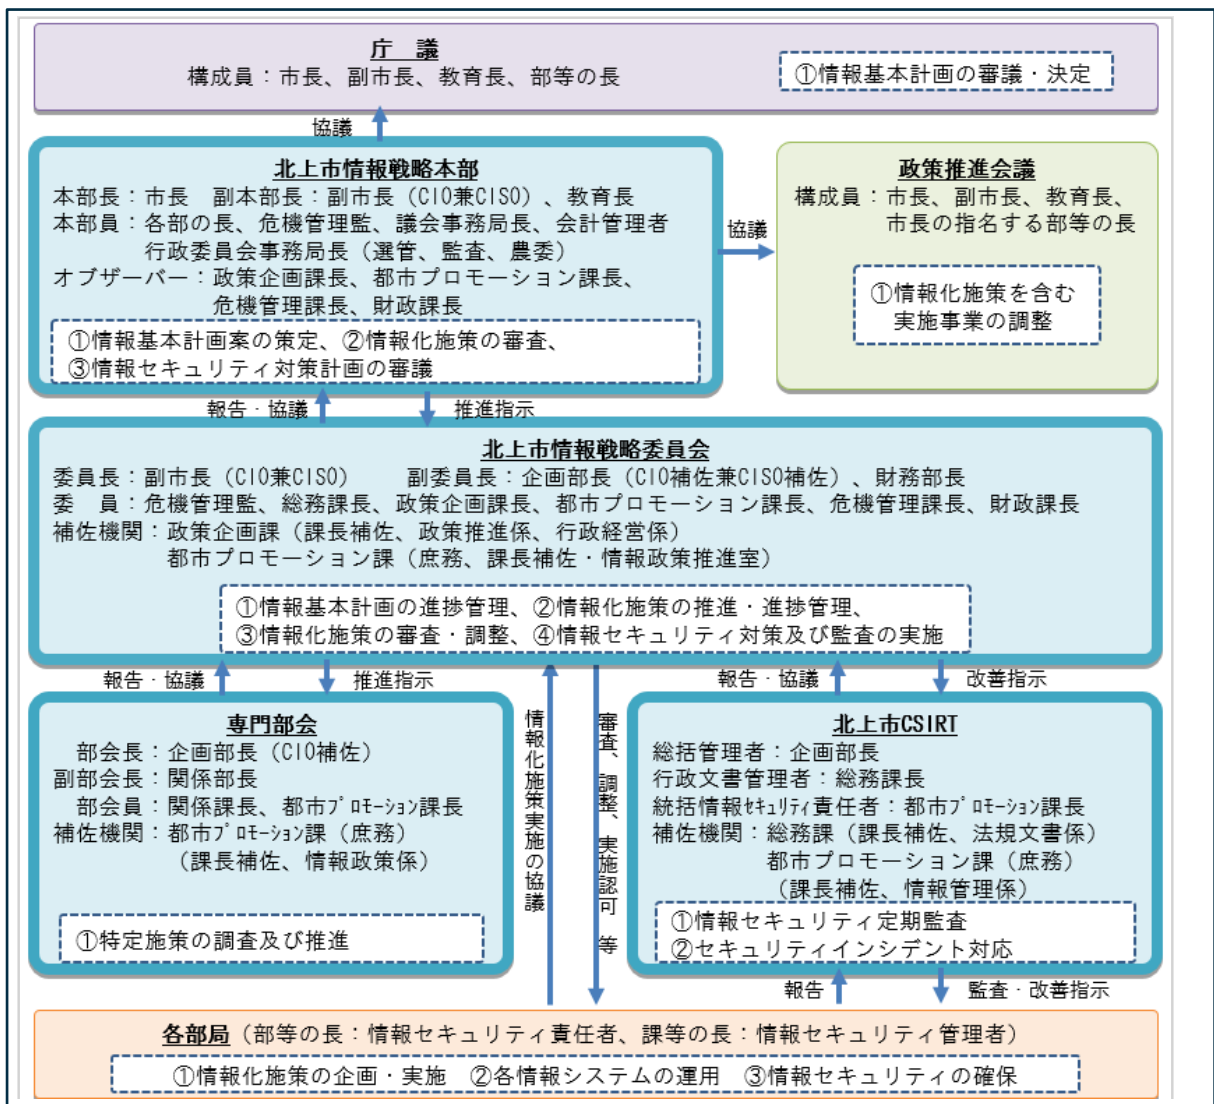 庁　議
構成員：市長、副市長、教育長、部等の長
①情報基本計画の審議・決定
協議
北上市情報戦略本部
本部長：市長　副本部長：副市長（CIO兼CISO）、教育長
本部員：各部の長、危機管理監、議会事務局長、会計管理者
行政委員会事務局長（選管、監査、農委）
オブザーバー：政策企画課長、都市プロモーション課長、
危機管理課長、財政課長
①情報基本計画案の策定、②情報化施策の審査、
③情報セキュリティ対策計画の審議
協議
政策推進会議
構成員：市長、副市長、教育長、
市長の指名する部等の長
①情報化施策を含む
実施事業の調整
報告・協議
推進指示
北上市情報戦略委員会
委員長：副市長（CIO兼CISO）　　副委員長：企画部長（CIO補佐兼CISO補佐）、財務部長
委　員：危機管理監、総務課長、政策企画課長、都市プロモーション課長、危機管理課長、財政課長
補佐機関：政策企画課（課長補佐、政策推進係、行政経営係）
都市プロモーション課（庶務、課長補佐・情報政策推進室）
①情報基本計画の進捗管理、②情報化施策の推進・進捗管理、
③情報化施策の審査・調整、④情報セキュリティ対策及び監査の実施
報告・協議
推進指示
報告・協議
改善指示
専門部会
部会長：企画部長（CIO補佐）
副部会長：関係部長
部会員：関係課長、都市ﾌﾟﾛﾓｰｼｮﾝ課長
補佐機関：都市ﾌﾟﾛﾓｰｼｮﾝ課（庶務）
（課長補佐、情報政策係）
①特定施策の調査及び推進
情報化施策実施の協議
審査、調整、実施認可　等
北上市CSIRT
総括管理者：企画部長
行政文書管理者：総務課長
統括情報ｾｷｭﾘﾃｨ責任者：都市ﾌﾟﾛﾓｰｼｮﾝ課長
補佐機関：総務課（課長補佐、法規文書係）
都市プロモーション課（庶務）
（課長補佐、情報管理係）
①情報セキュリティ定期監査
②セキュリティインシデント対応
報告
監査・改善指示
各部局（部等の長：情報セキュリティ責任者、課等の長：情報セキュリティ管理者）
①情報化施策の企画・実施　②各情報システムの運用　③情報セキュリティの確保